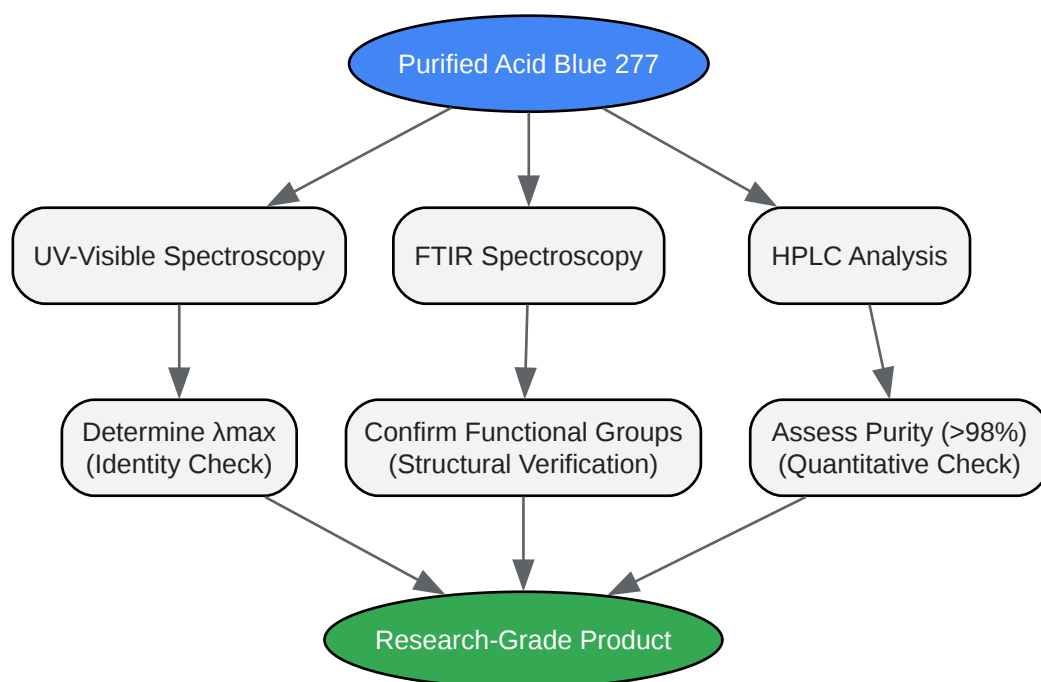 Purified Acid Blue 277
UV-Visible Spectroscopy
FTIR Spectroscopy
HPLC Analysis
Determine λmax
(Identity Check)
Confirm Functional Groups
(Structural Verification)
Assess Purity (>98%)
(Quantitative Check)
Research-Grade Product